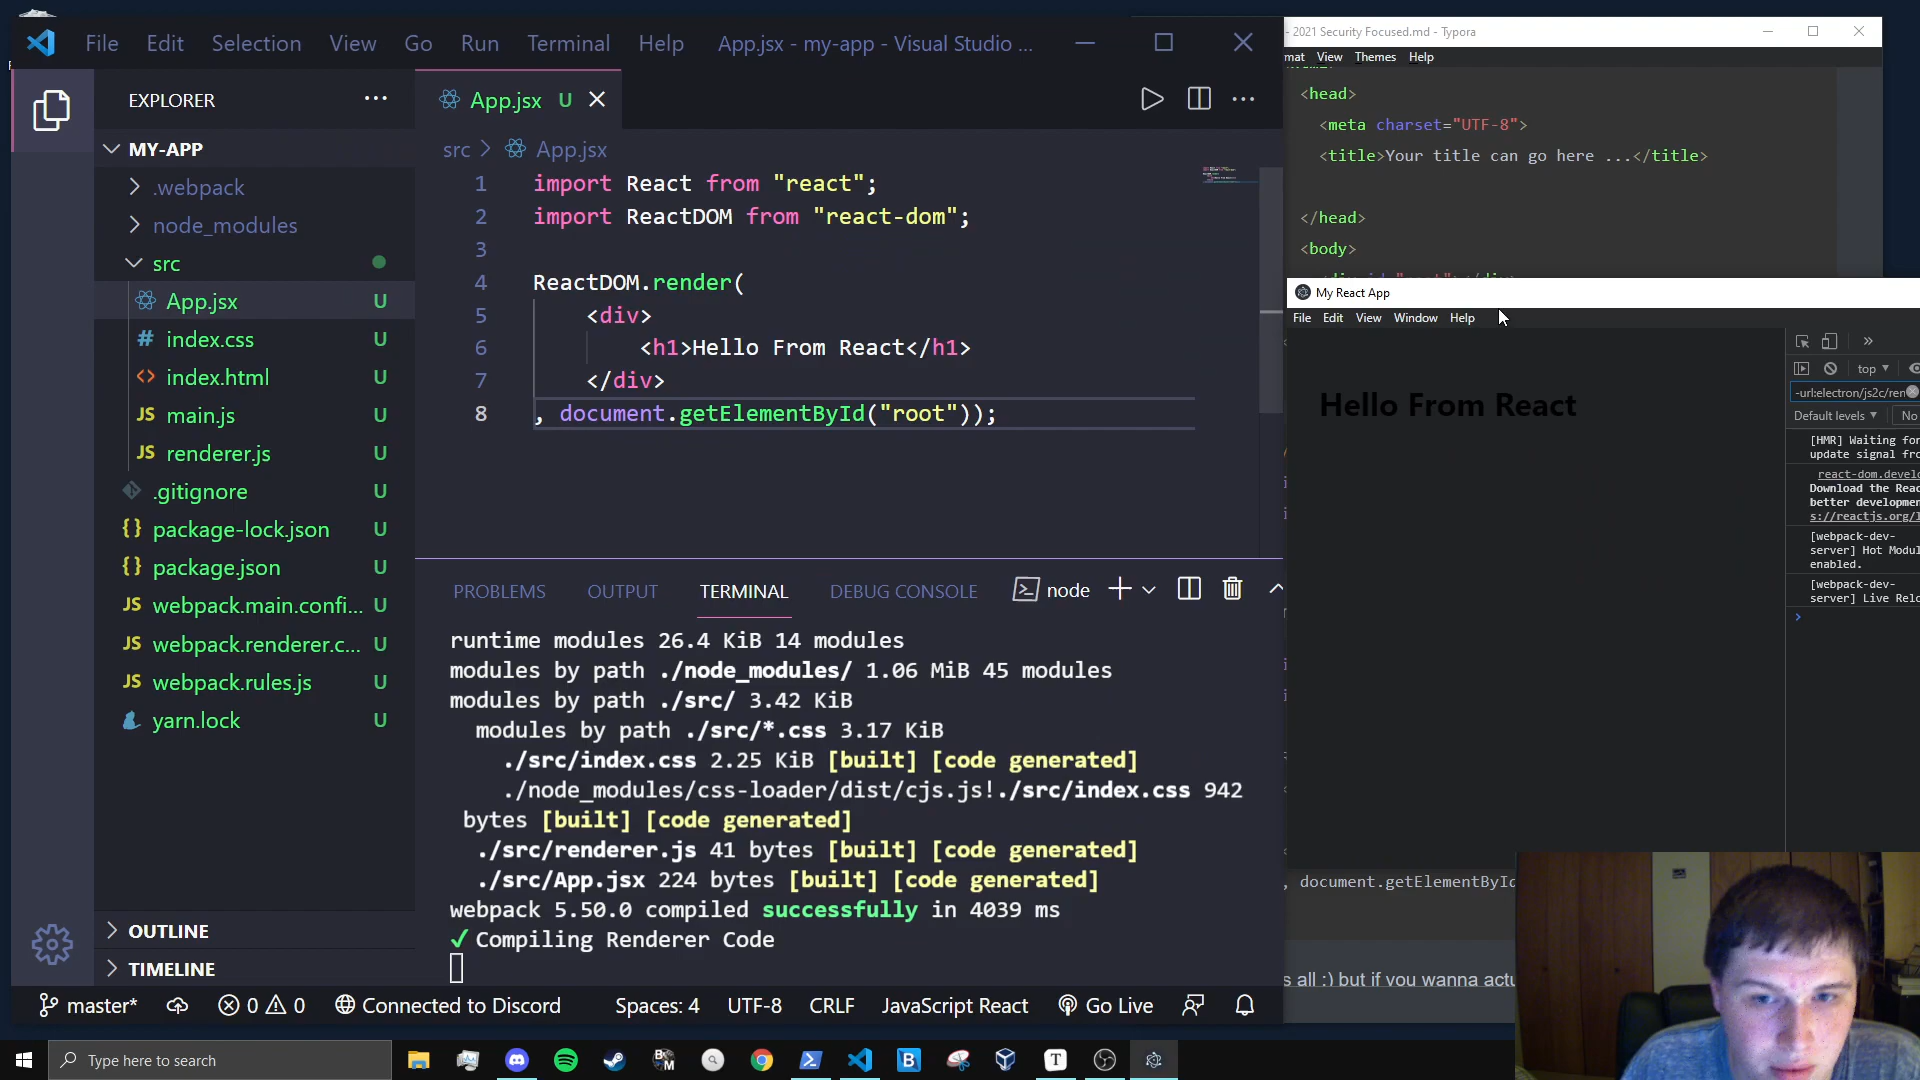 File Edit Selection View Go Run Terminal Help App.jsx - my-app - Visual Studio ...
EXPLORER
MY-APP
.webpack
node_modules
src
App.jsx U
index.css U
index.html U
main.js U
renderer.js U
.gitignore U
package-lock.json U
package.json U
webpack.main.confi... U
webpack.renderer.c... U
webpack.rules.js U
yarn.lock U
OUTLINE
TIMELINE
App.jsx U
src > App.jsx
1 import React from "react";
2 import ReactDOM from "react-dom";
3
4 ReactDOM.render(
5 <div>
6 <h1>Hello From React</h1>
7 </div>
8 , document.getElementById("root"));
PROBLEMS OUTPUT TERMINAL DEBUG CONSOLE node
runtime modules 26.4 KiB 14 modules
modules by path ./node_modules/ 1.06 MiB 45 modules
modules by path ./src/ 3.42 KiB
modules by path ./src/*.css 3.17 KiB
./src/index.css 2.25 KiB [built] [code generated]
./node_modules/css-loader/dist/cjs.js!./src/index.css 942
bytes [built] [code generated]
./src/renderer.js 41 bytes [built] [code generated]
./src/App.jsx 224 bytes [built] [code generated]
webpack 5.50.0 compiled successfully in 4039 ms
✓ Compiling Renderer Code
master* 0 0 Connected to Discord Spaces: 4 UTF-8 CRLF JavaScript React Go Live
- 2021 Security Focused.md - Typora
mat View Themes Help
<head>
<meta charset="UTF-8">
<title>Your title can go here ...</title>
</head>
<body>
My React App
File Edit View Window Help
Hello From React
top
-url:electron/js2c/ren
Default levels No
[HMR] Waiting for
update signal fro
react-dom.develo
Download the Reac
better developmen
s://reactjs.org/l
[webpack-dev-
server] Hot Modul
enabled.
[webpack-dev-
server] Live Relo
, document.getElementById
s all :) but if you wanna actu
Type here to search